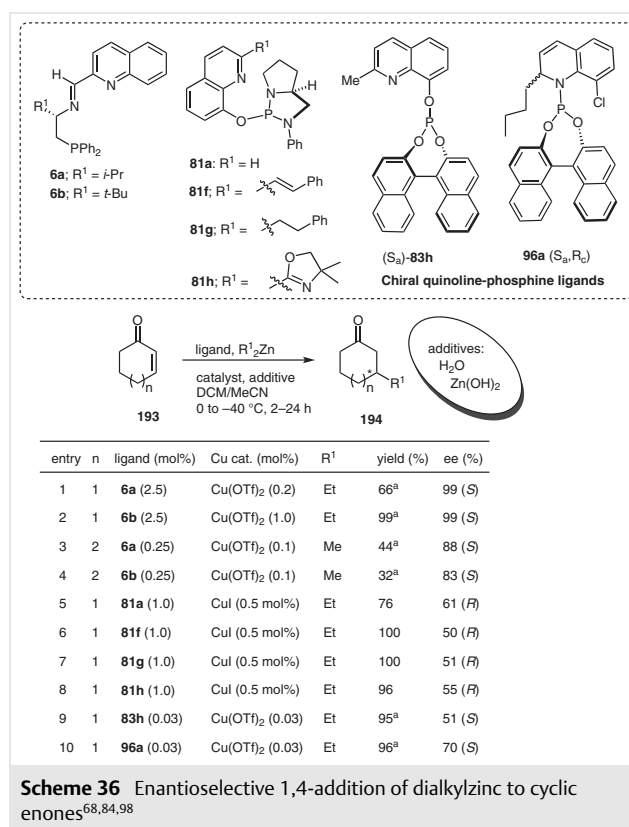 R¹
H
N
N
PPh₂
6a; R¹ = i-Pr
6b; R¹ = t-Bu
R¹
N
O
P
N
H
N
Ph
81a: R¹ = H
81f; R¹ =
Ph
81g; R¹ =
Ph
81h; R¹ =
O
N
Me
N
O
P
O
O
(Sₐ)-83h
N
Cl
P
O
O
96a (Sₐ,R꜀)
Chiral quinoline-phosphine ligands
O
( )n
193
ligand, R¹₂Zn
catalyst, additive
DCM/MeCN
0 to –40 °C, 2–24 h
O
*
R¹
( )n
194
additives:
H₂O
Zn(OH)₂
entry n ligand (mol%) Cu cat. (mol%) R¹ yield (%) ee (%)
1 1 6a (2.5) Cu(OTf)₂ (0.2) Et 66ᵃ 99 (S)
2 1 6b (2.5) Cu(OTf)₂ (1.0) Et 99ᵃ 99 (S)
3 2 6a (0.25) Cu(OTf)₂ (0.1) Me 44ᵃ 88 (S)
4 2 6b (0.25) Cu(OTf)₂ (0.1) Me 32ᵃ 83 (S)
5 1 81a (1.0) CuI (0.5 mol%) Et 76 61 (R)
6 1 81f (1.0) CuI (0.5 mol%) Et 100 50 (R)
7 1 81g (1.0) CuI (0.5 mol%) Et 100 51 (R)
8 1 81h (1.0) CuI (0.5 mol%) Et 96 55 (R)
9 1 83h (0.03) Cu(OTf)₂ (0.03) Et 95ᵃ 51 (S)
10 1 96a (0.03) Cu(OTf)₂ (0.03) Et 96ᵃ 70 (S)
Scheme 36 Enantioselective 1,4-addition of dialkylzinc to cyclic
enones⁶⁸,⁸⁴,⁹⁸